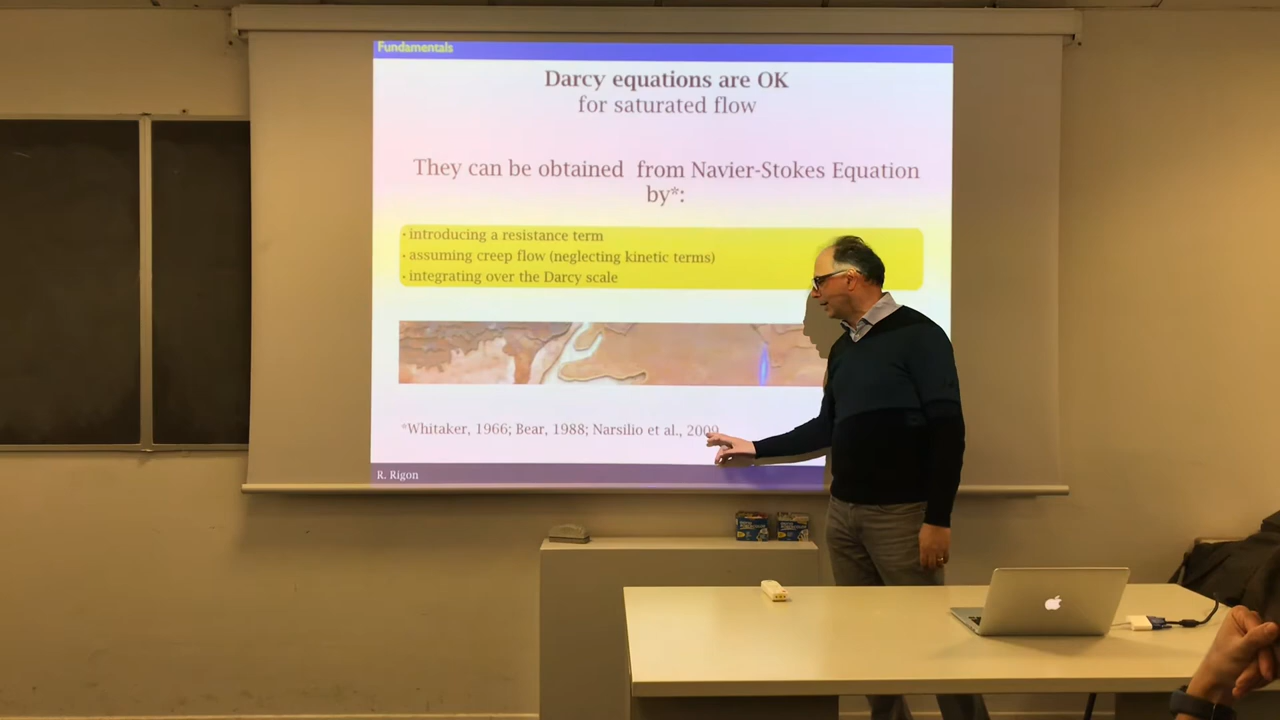 Fundamentals
Darcy equations are OK
for saturated flow
They can be obtained from Navier-Stokes Equation
by*:
· introducing a resistance term
· assuming creep flow (neglecting kinetic terms)
· integrating over the Darcy scale
*Whitaker, 1966; Bear, 1988; Narsilio et al., 2009
R. Rigon